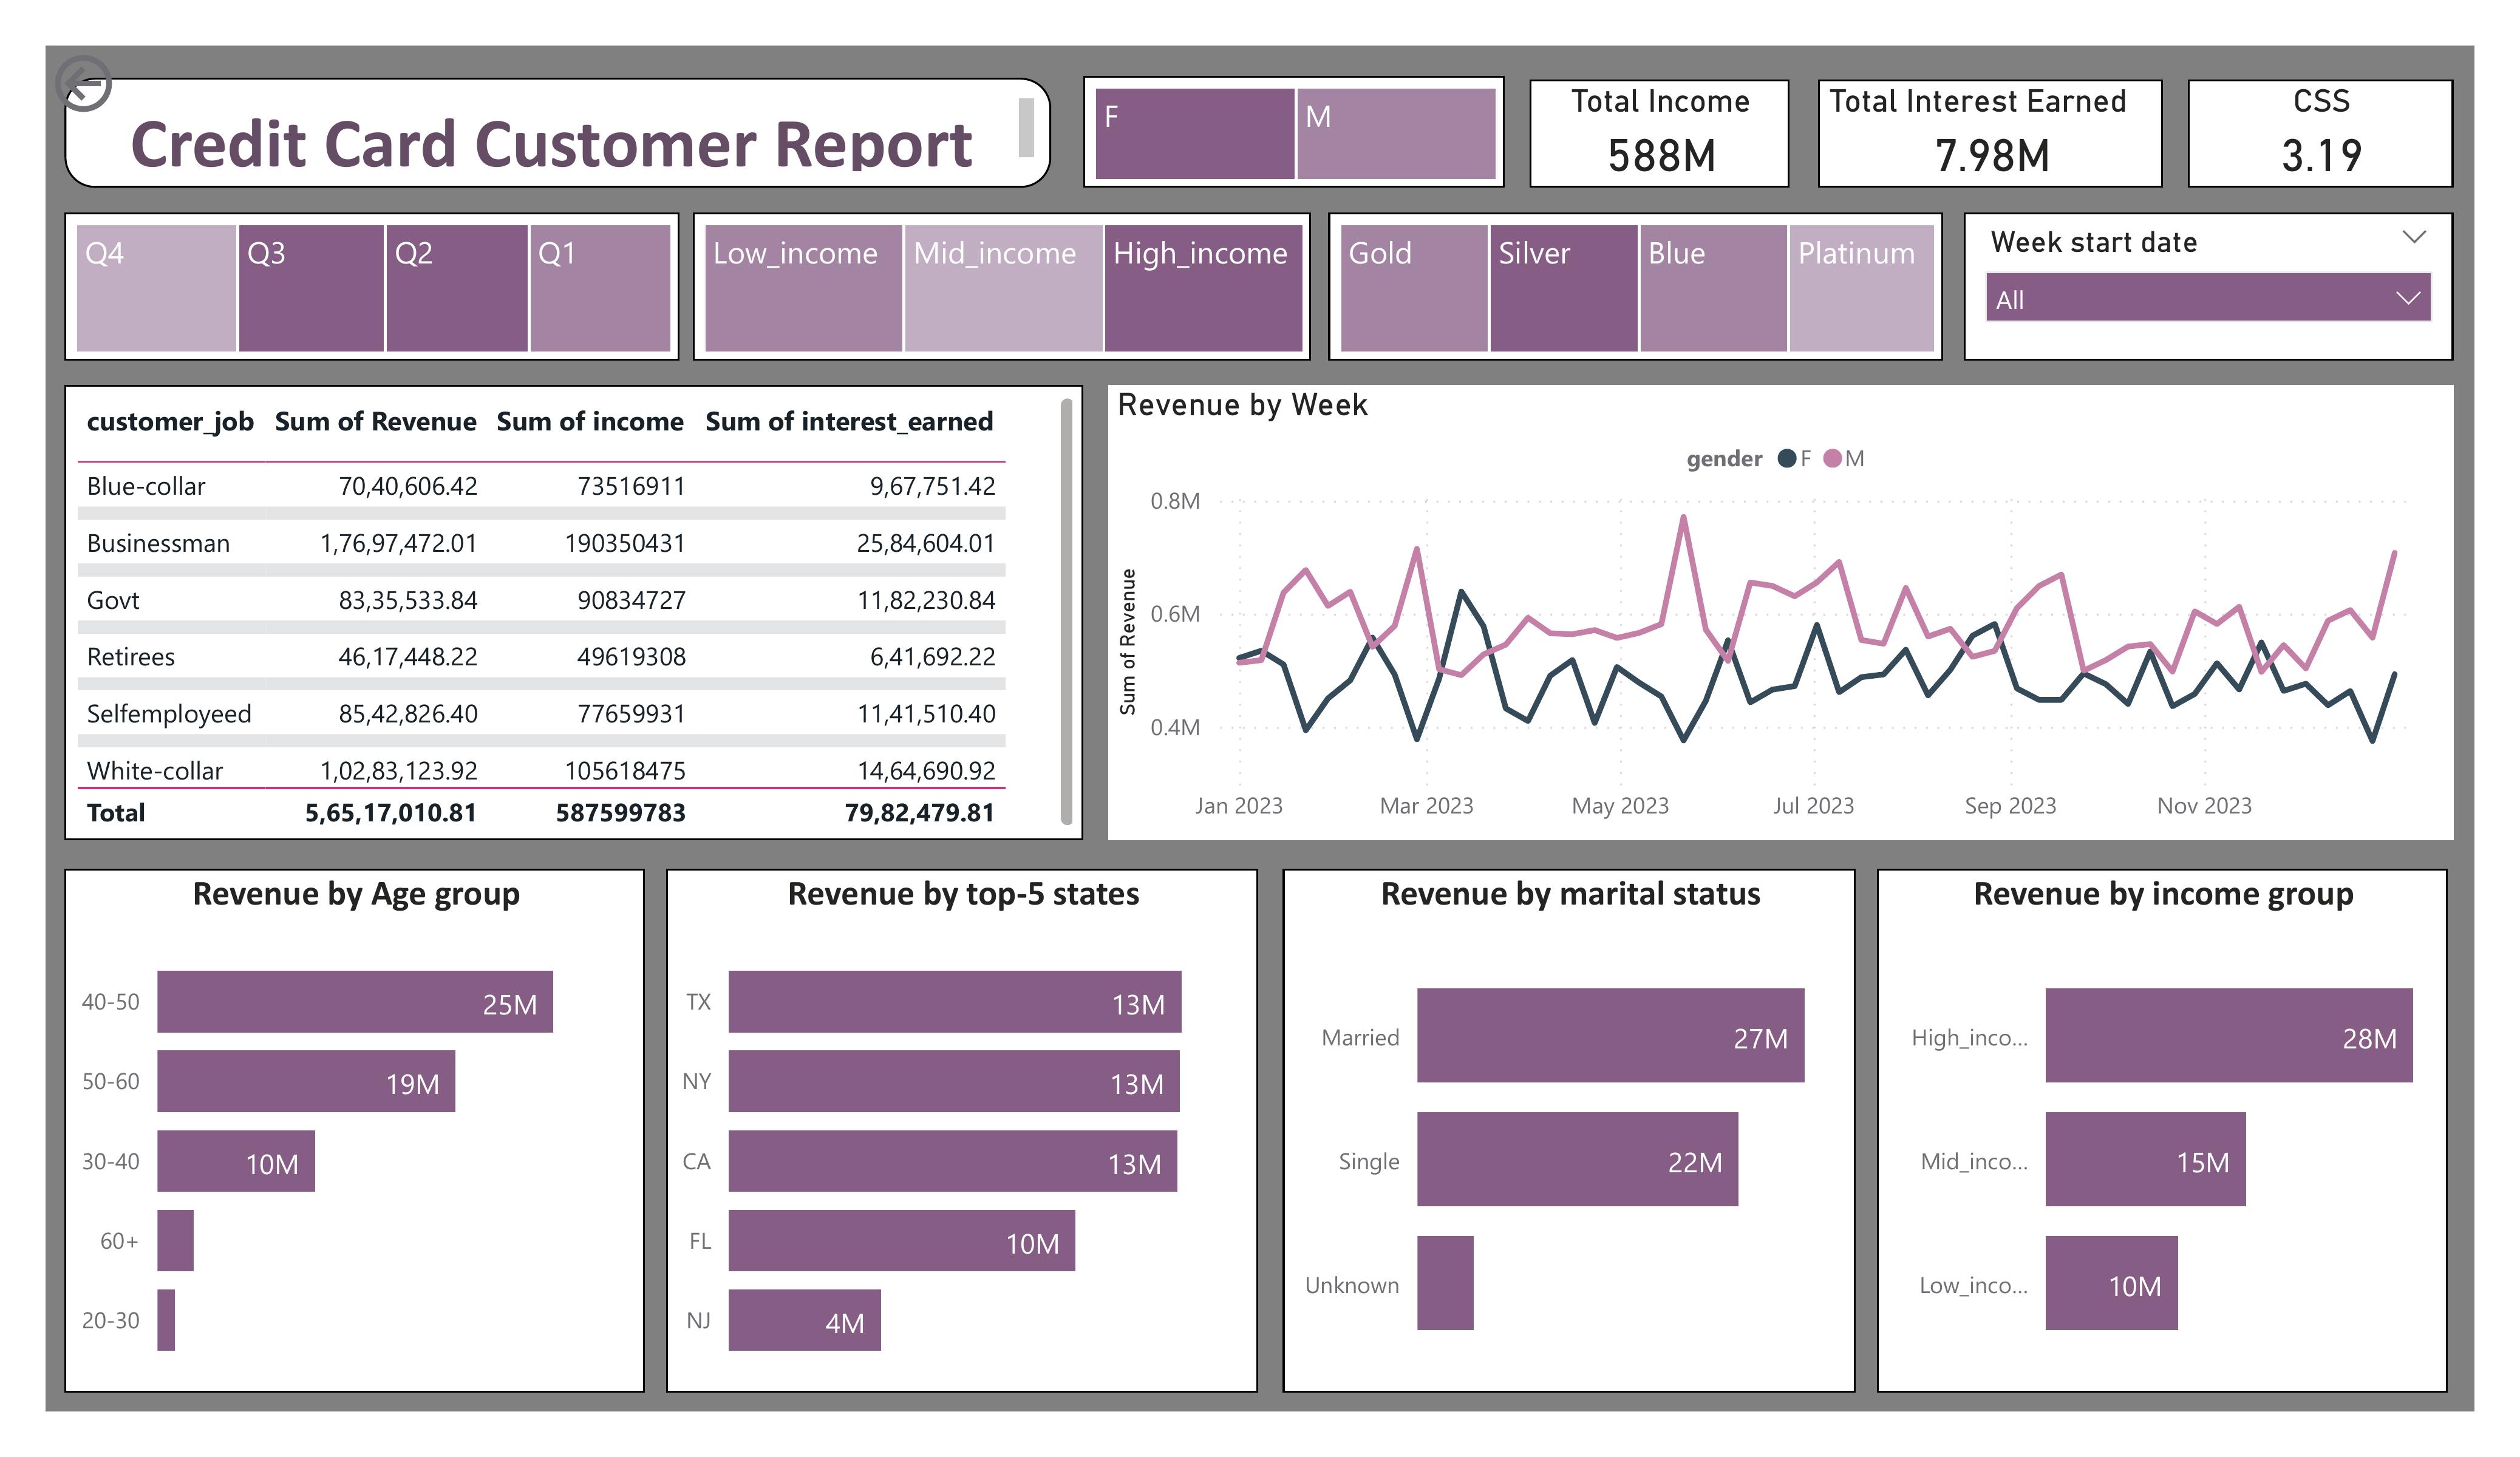 Credit Card Customer Report
F M
Total Income
588M
Total Interest Earned
7.98M
CSS
3.19
Q4 Q3 Q2 Q1
Low_income Mid_income High_income
Gold Silver Blue Platinum
Week start date
All
customer_job Sum of Revenue Sum of income Sum of interest_earned
Blue-collar 70,40,606.42 73516911 9,67,751.42
Businessman 1,76,97,472.01 190350431 25,84,604.01
Govt 83,35,533.84 90834727 11,82,230.84
Retirees 46,17,448.22 49619308 6,41,692.22
Selfemployeed 85,42,826.40 77659931 11,41,510.40
White-collar 1,02,83,123.92 105618475 14,64,690.92
Total 5,65,17,010.81 587599783 79,82,479.81
Revenue by Week
gender F M
Sum of Revenue
0.8M
0.6M
0.4M
Jan 2023 Mar 2023 May 2023 Jul 2023 Sep 2023 Nov 2023
Revenue by Age group
40-50 25M
50-60 19M
30-40 10M
60+
20-30
Revenue by top-5 states
TX 13M
NY 13M
CA 13M
FL 10M
NJ 4M
Revenue by marital status
Married 27M
Single 22M
Unknown
Revenue by income group
High_inco... 28M
Mid_inco... 15M
Low_inco... 10M